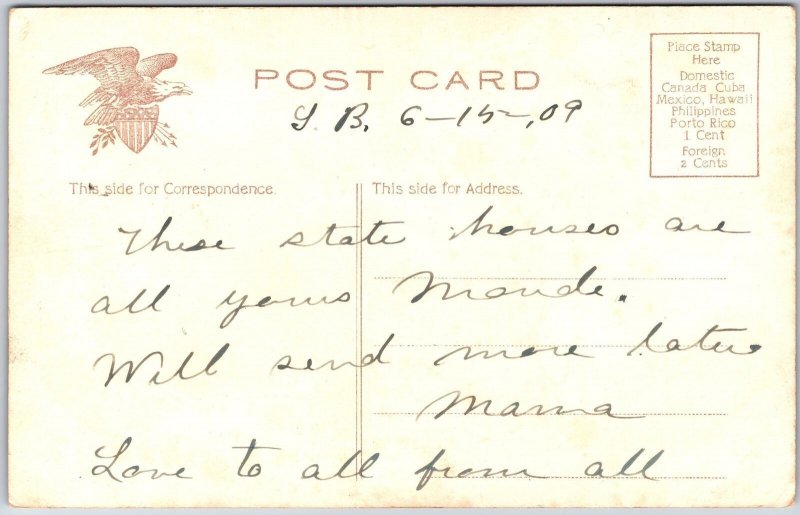 POST CARD
Place Stamp
Here
Domestic
Canada Cuba
Mexico, Hawaii
Philippines
Porto Rico
1 Cent
Foreign
2 Cents
S. B. 6-15-, 09
This side for Correspondence.
This side for Address.
These state houses are
all yours Maude.
Will send more later
Mama
Love to all from all